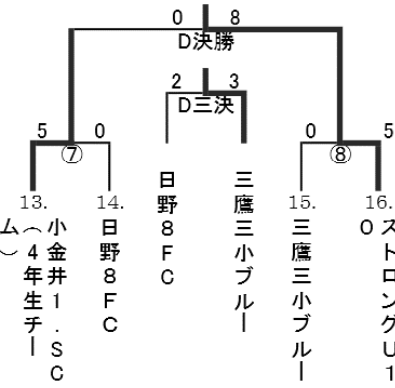 0 8
D決勝
2 3
D三決
5 0 0 5
⑦ ⑧
13.
小金井1.SC
(4年生チー
ム)
14.
日野8FC
日野8FC
三鷹三小ブルー
15.
三鷹三小ブルー
16.
ストロングU1
0